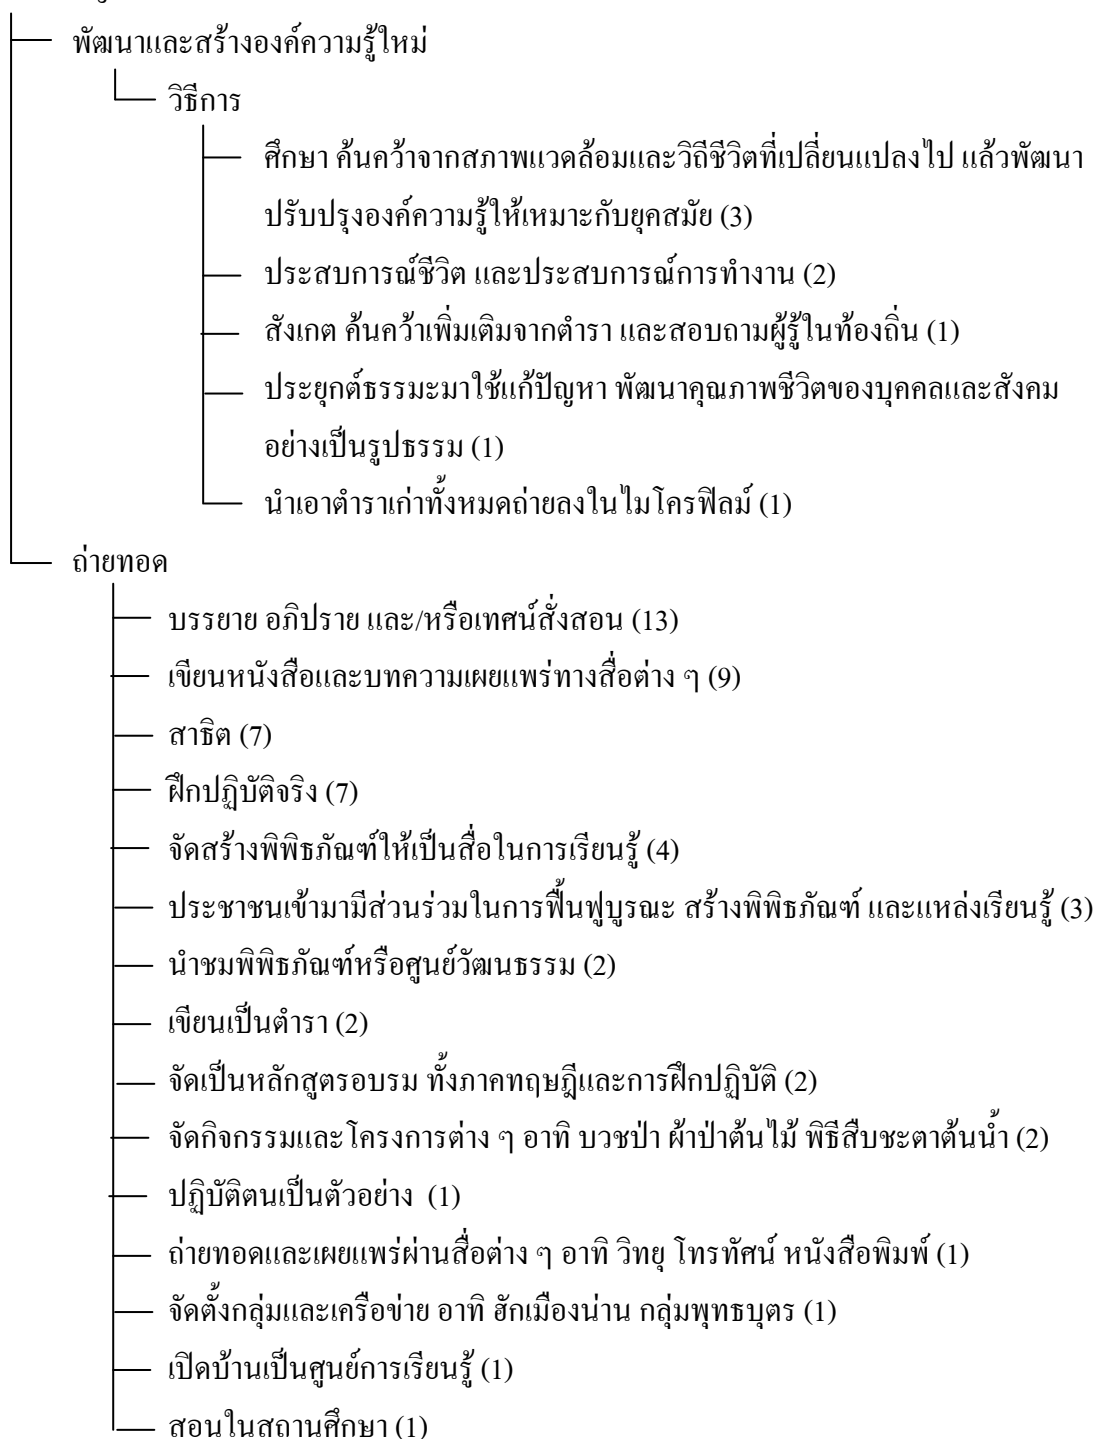 พัฒนาและสร้างองค์ความรู้ใหม่
วิธีการ
ศึกษา ค้นคว้าจากสภาพแวดล้อมและวิถีชีวิตที่เปลี่ยนแปลงไป แล้วพัฒนา
ปรับปรุงองค์ความรู้ให้เหมาะกับยุคสมัย (3)
ประสบการณ์ชีวิต และประสบการณ์การทำงาน (2)
สังเกต ค้นคว้าเพิ่มเติมจากตำรา และสอบถามผู้รู้ในท้องถิ่น (1)
ประยุกต์ธรรมะมาใช้แก้ปัญหา พัฒนาคุณภาพชีวิตของบุคคลและสังคม
อย่างเป็นรูปธรรม (1)
นำเอาตำราเก่าทั้งหมดถ่ายลงในไมโครฟิลม์ (1)
ถ่ายทอด
บรรยาย อภิปราย และ/หรือเทศน์สั่งสอน (13)
เขียนหนังสือและบทความเผยแพร่ทางสื่อต่าง ๆ (9)
สาธิต (7)
ฝึกปฏิบัติจริง (7)
จัดสร้างพิพิธภัณฑ์ให้เป็นสื่อในการเรียนรู้ (4)
ประชาชนเข้ามามีส่วนร่วมในการฟื้นฟูบูรณะ สร้างพิพิธภัณฑ์ และแหล่งเรียนรู้ (3)
นำชมพิพิธภัณฑ์หรือศูนย์วัฒนธรรม (2)
เขียนเป็นตำรา (2)
จัดเป็นหลักสูตรอบรม ทั้งภาคทฤษฎีและการฝึกปฏิบัติ (2)
จัดกิจกรรมและโครงการต่าง ๆ อาทิ บวชป่า ผ้าป่าต้นไม้ พิธีสืบชะตาต้นน้ำ (2)
ปฏิบัติตนเป็นตัวอย่าง (1)
ถ่ายทอดและเผยแพร่ผ่านสื่อต่าง ๆ อาทิ วิทยุ โทรทัศน์ หนังสือพิมพ์ (1)
จัดตั้งกลุ่มและเครือข่าย อาทิ ฮักเมืองน่าน กลุ่มพุทธบุตร (1)
เปิดบ้านเป็นศูนย์การเรียนรู้ (1)
สอนในสถานศึกษา (1)